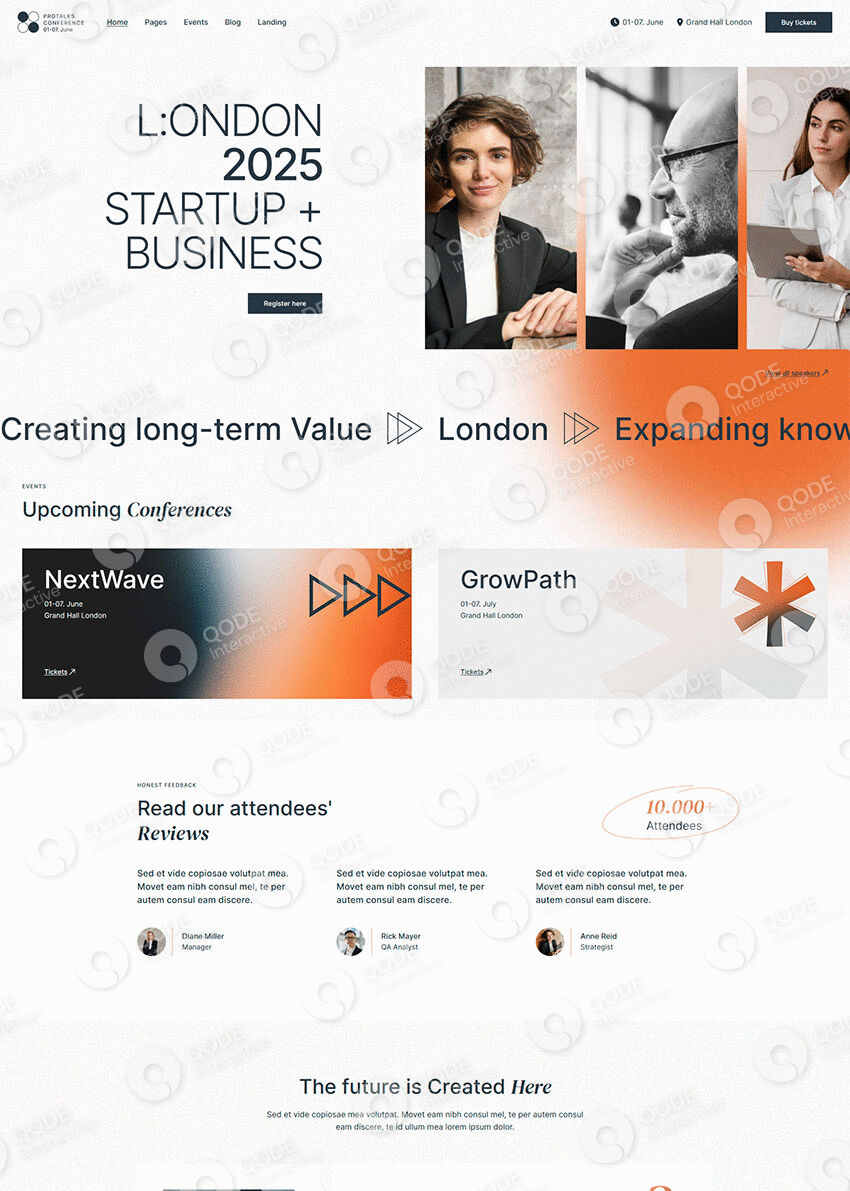 PROTALKS
CONFERENCE
01-07. June
Home Pages Events Blog Landing
01-07. June Grand Hall London Buy tickets
L:ONDON
2025
STARTUP +
BUSINESS
Register here
View all speakers
Creating long-term Value London Expanding know
EVENTS
Upcoming Conferences
NextWave
01-07. June
Grand Hall London
Tickets
GrowPath
01-07. July
Grand Hall London
Tickets
HONEST FEEDBACK
Read our attendees'
Reviews
10.000+
Attendees
Sed et vide copiosae volutpat mea.
Movet eam nibh consul mel, te per
autem consul eam discere.
Diane Miller
Manager
Sed et vide copiosae volutpat mea.
Movet eam nibh consul mel, te per
autem consul eam discere.
Rick Mayer
QA Analyst
Sed et vide copiosae volutpat mea.
Movet eam nibh consul mel, te per
autem consul eam discere.
Anne Reid
Strategist
The future is Created Here
Sed et vide copiosae mea volutpat. Movet eam nibh consul mel, te per autem consul
eam discere, te id ullum mea lorem ipsum dolor.
QODE
Interactive